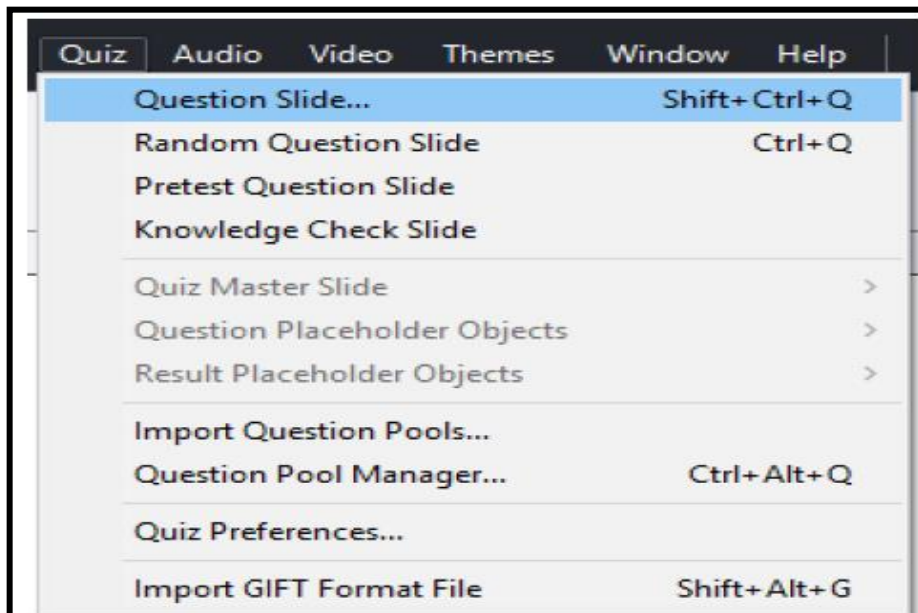 Quiz Audio Video Themes Window Help
Question Slide... Shift+Ctrl+Q
Random Question Slide Ctrl+Q
Pretest Question Slide
Knowledge Check Slide
Quiz Master Slide >
Question Placeholder Objects >
Result Placeholder Objects >
Import Question Pools...
Question Pool Manager... Ctrl+Alt+Q
Quiz Preferences...
Import GIFT Format File Shift+Alt+G